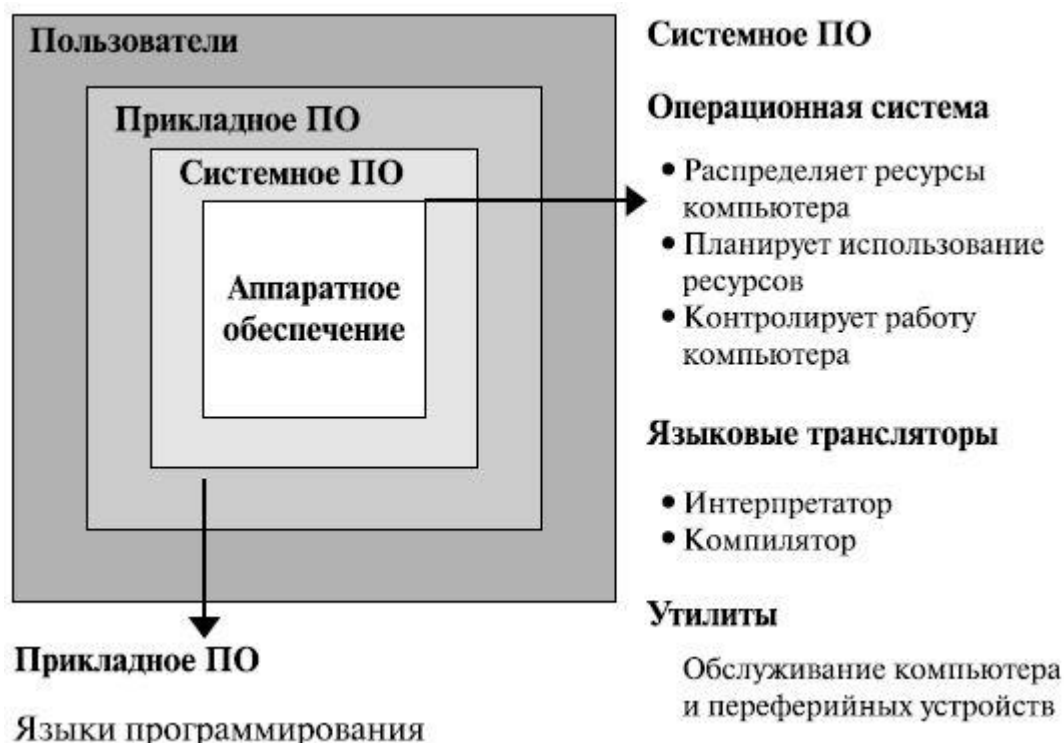 Пользователи
Прикладное ПО
Системное ПО
Аппаратное
обеспечение
Прикладное ПО
Языки программирования
Системное ПО
Операционная система
• Распределяет ресурсы
компьютера
• Планирует использование
ресурсов
• Контролирует работу
компьютера
Языковые трансляторы
• Интерпретатор
• Компилятор
Утилиты
Обслуживание компьютера
и переферийных устройств